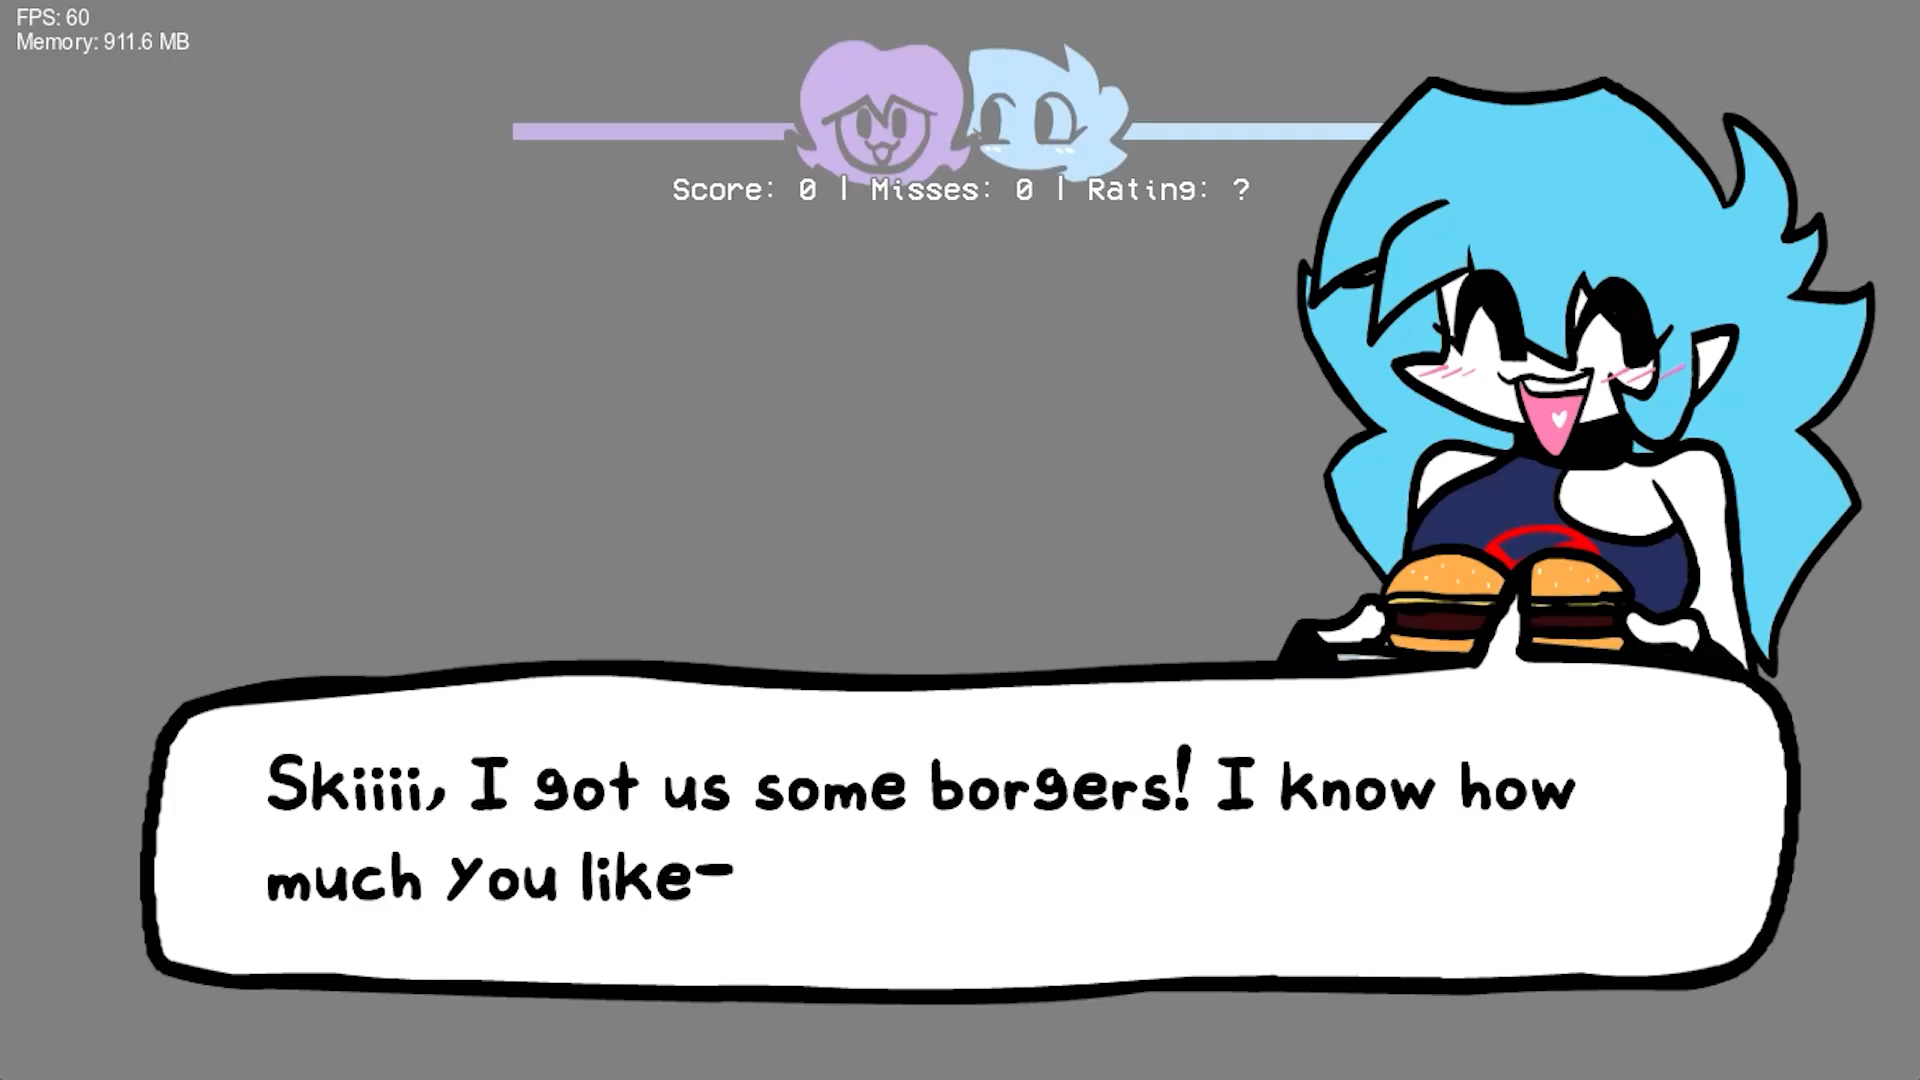 FPS: 60
Memory: 911.6 MB
Score: 0 | Misses: 0 | Rating: ?
Skiiii, I got us some borgers! I know how
much you like-